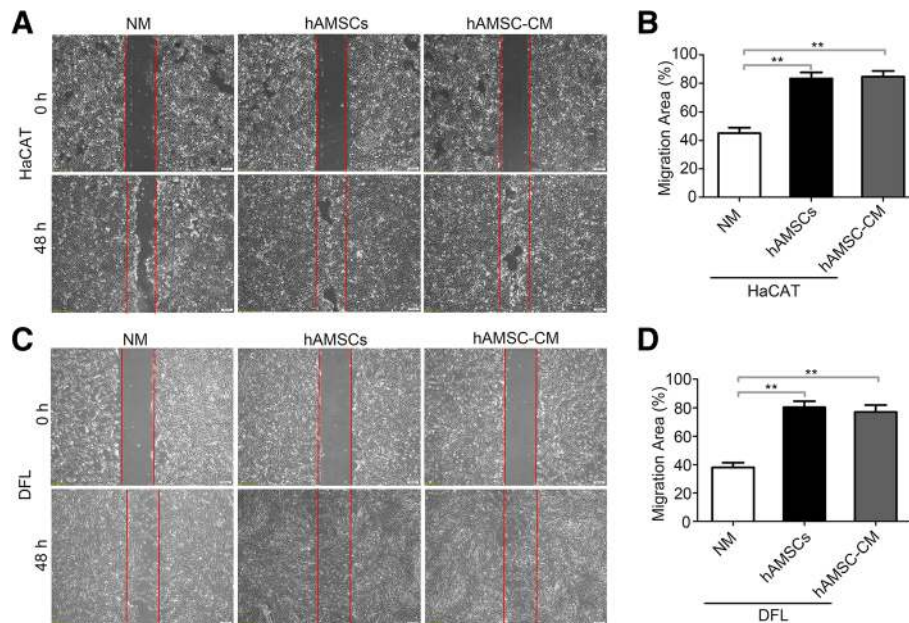 A
NM
hAMSCs
hAMSC-CM
0 h
48 h
HaCAT
B
Migration Area (%)
100
80
60
40
20
0
**
**
NM
hAMSCs
hAMSC-CM
HaCAT
C
NM
hAMSCs
hAMSC-CM
0 h
48 h
DFL
D
Migration Area (%)
100
80
60
40
20
0
**
**
NM
hAMSCs
hAMSC-CM
DFL